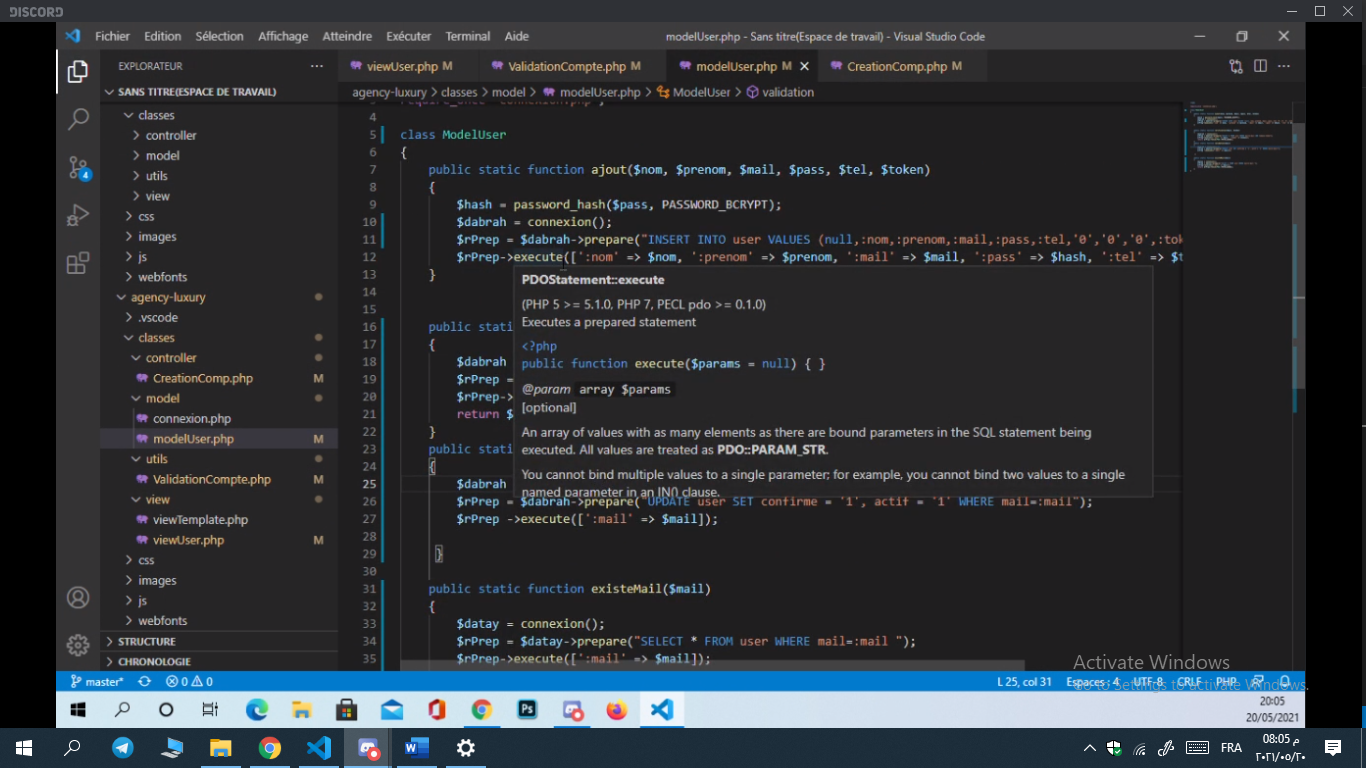 DISCORD
Fichier Edition Sélection Affichage Atteindre Exécuter Terminal Aide
modelUser.php - Sans titre(Espace de travail) - Visual Studio Code
EXPLORATEUR ···
viewUser.php M ValidationCompte.php M modelUser.php M CreationComp.php M
SANS TITRE(ESPACE DE TRAVAIL)
agency-luxury > classes > model > modelUser.php > ModelUser > validation
classes
controller
model
utils
view
css
images
js
webfonts
agency-luxury
.vscode
classes
controller
CreationComp.php M
model
connexion.php
modelUser.php M
utils
ValidationCompte.php M
view
viewTemplate.php
viewUser.php M
css
images
js
webfonts
STRUCTURE
CHRONOLOGIE
4
4
5 class ModelUser
6 {
7 public static function ajout($nom, $prenom, $mail, $pass, $tel, $token)
8 {
9 $hash = password_hash($pass, PASSWORD_BCRYPT);
10 $dabrah = connexion();
11 $rPrep = $dabrah->prepare("INSERT INTO user VALUES (null,:nom,:prenom,:mail,:pass,:tel,'0','0','0',:tok
12 $rPrep->execute([':nom' => $nom, ':prenom' => $prenom, ':mail' => $mail, ':pass' => $hash, ':tel' => $t
13 }
14
15
16 public stati
17 {
18 $dabrah
19 $rPrep =
20 $rPrep->
21 return $
22 }
23 public stati
24 {
25 $dabrah
26 $rPrep = $dabrah->prepare("UPDATE user SET confirme = '1', actif = '1' WHERE mail=:mail");
27 $rPrep ->execute([':mail' => $mail]);
28
29 }
30
31 public static function existeMail($mail)
32 {
33 $datay = connexion();
34 $rPrep = $datay->prepare("SELECT * FROM user WHERE mail=:mail ");
35 $rPrep->execute([':mail' => $mail]);
PDOStatement::execute
(PHP 5 >= 5.1.0, PHP 7, PECL pdo >= 0.1.0)
Executes a prepared statement
<?php
public function execute($params = null) { }
@param array $params
[optional]
An array of values with as many elements as there are bound parameters in the SQL statement being
executed. All values are treated as PDO::PARAM_STR.
You cannot bind multiple values to a single parameter; for example, you cannot bind two values to a single
named parameter in an IN() clause.
Activate Windows
Go to Settings to activate Windows.
master* 0 0 L 25, col 31 Espaces : 4 UTF-8 CRLF PHP
Ps
20:05
20/05/2021
FRA
08:05 م
٢٠٢١/٠٥/٢٠